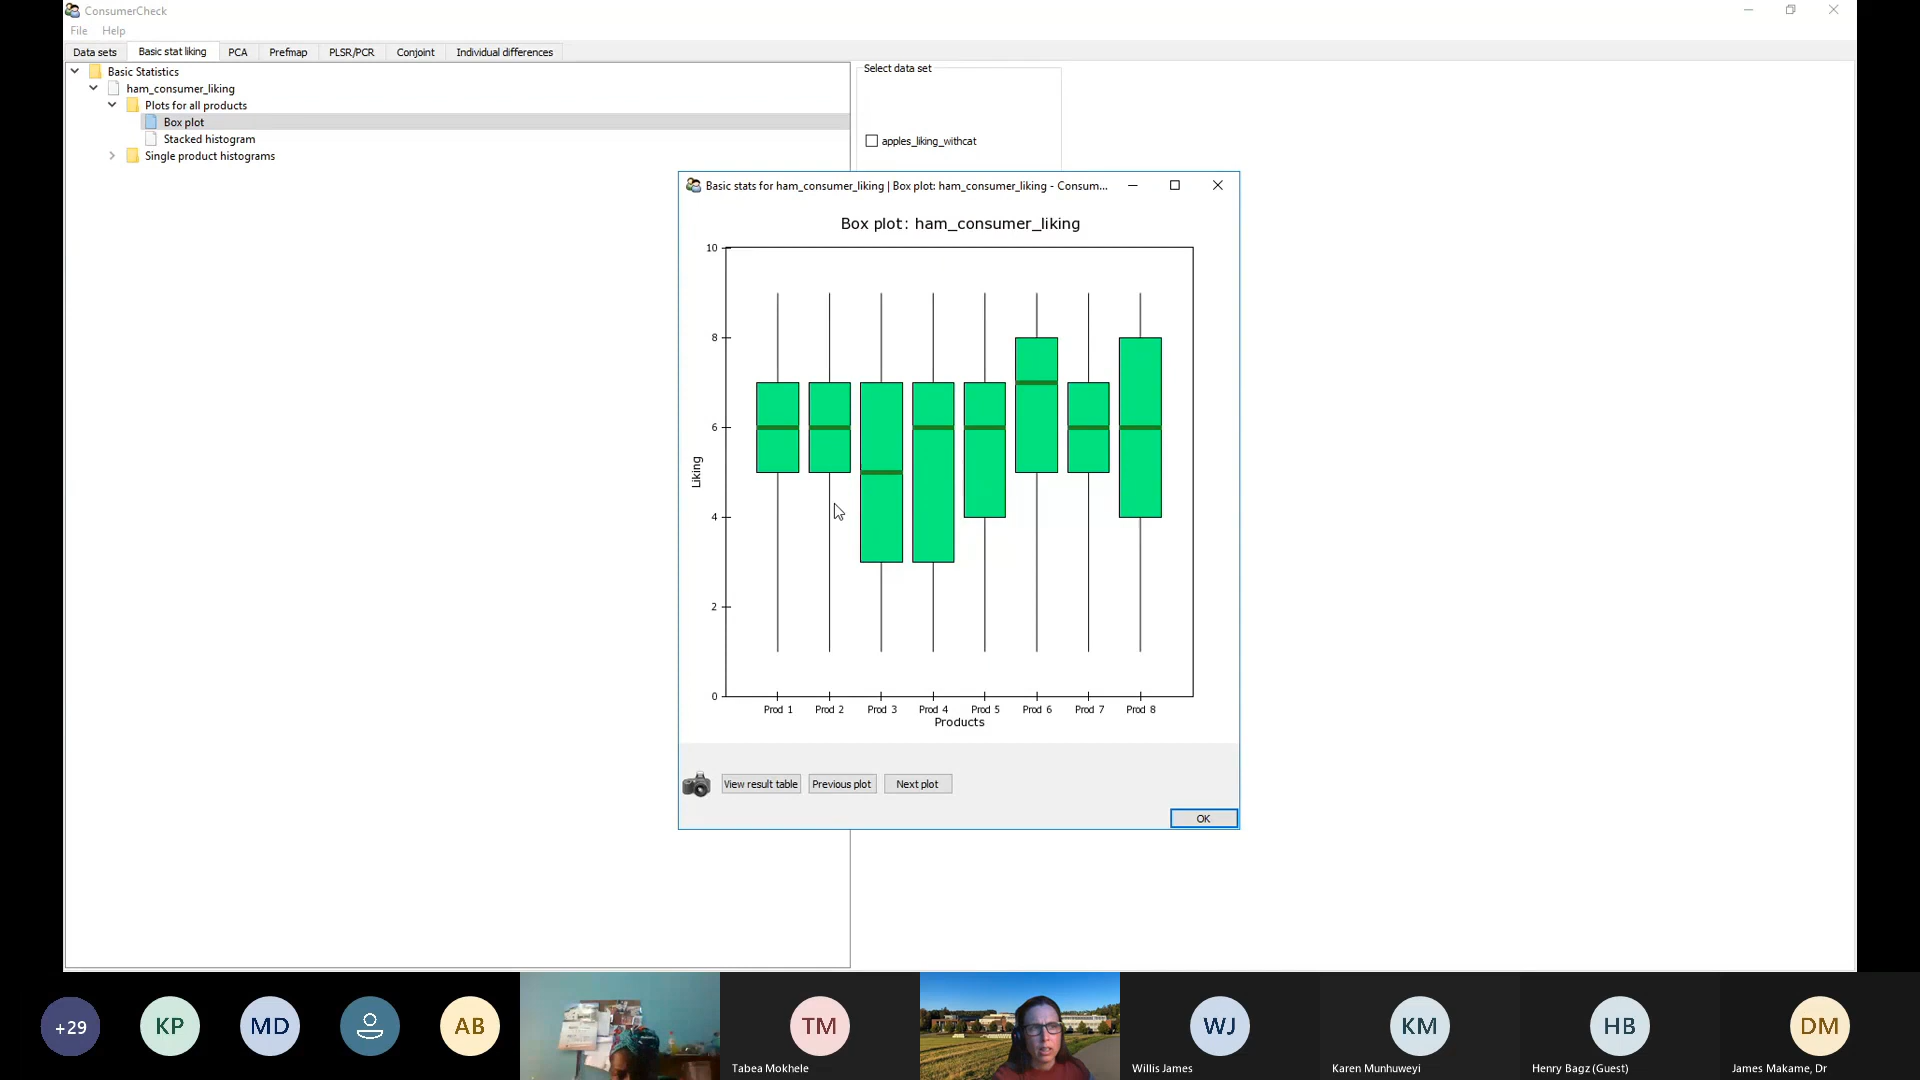 ConsumerCheck
File Help
Data sets Basic stat liking PCA Prefmap PLSR/PCR Conjoint Individual differences
Basic Statistics
ham_consumer_liking
Plots for all products
Box plot
Stacked histogram
Single product histograms
Select data set
apples_liking_withcat
Basic stats for ham_consumer_liking | Box plot: ham_consumer_liking - Consum...
Box plot: ham_consumer_liking
10
8
6
4
2
0
Liking
Prod 1 Prod 2 Prod 3 Prod 4 Prod 5 Prod 6 Prod 7 Prod 8
Products
View result table Previous plot Next plot
OK
+29 KP MD AB TM WJ KM HB DM
Tabea Mokhele Willis James Karen Munhuweyi Henry Bagz (Guest) James Makame, Dr